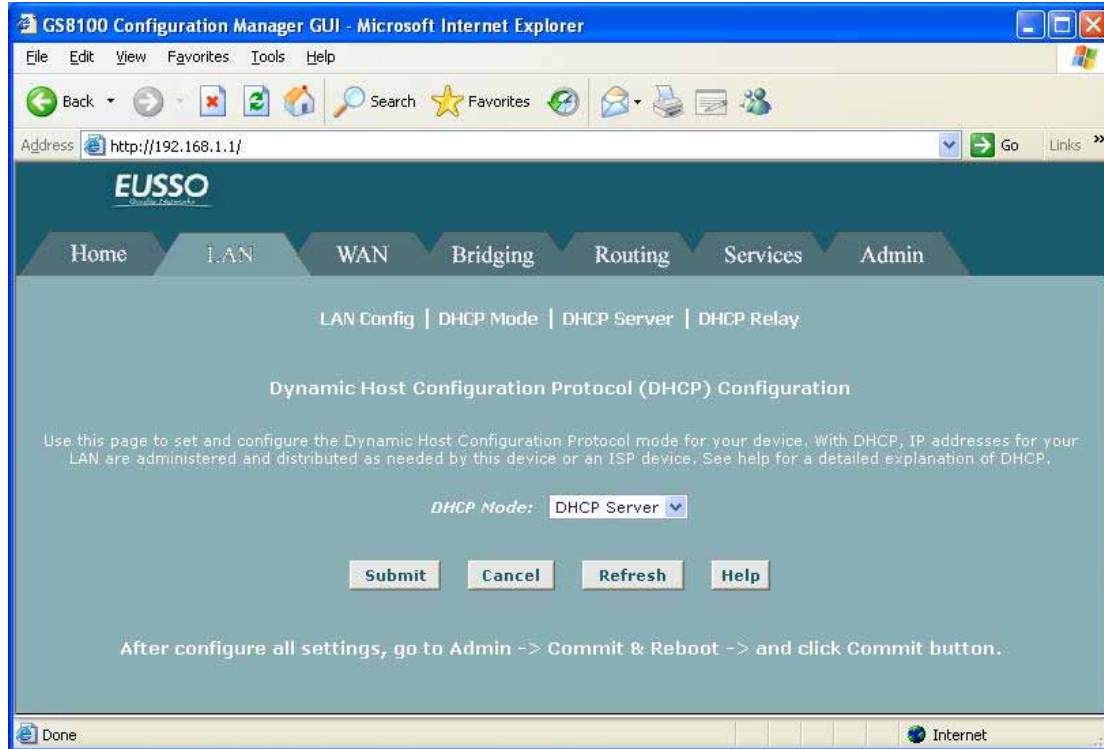 GS8100 Configuration Manager GUI - Microsoft Internet Explorer
File Edit View Favorites Tools Help
Back Search Favorites
Address http://192.168.1.1/ Go Links »
EUSSO
Home LAN WAN Bridging Routing Services Admin
LAN Config | DHCP Mode | DHCP Server | DHCP Relay
Dynamic Host Configuration Protocol (DHCP) Configuration
Use this page to set and configure the Dynamic Host Configuration Protocol mode for your device. With DHCP, IP addresses for your
LAN are administered and distributed as needed by this device or an ISP device. See help for a detailed explanation of DHCP.
DHCP Mode: DHCP Server
Submit Cancel Refresh Help
After configure all settings, go to Admin -> Commit & Reboot -> and click Commit button.
Done Internet